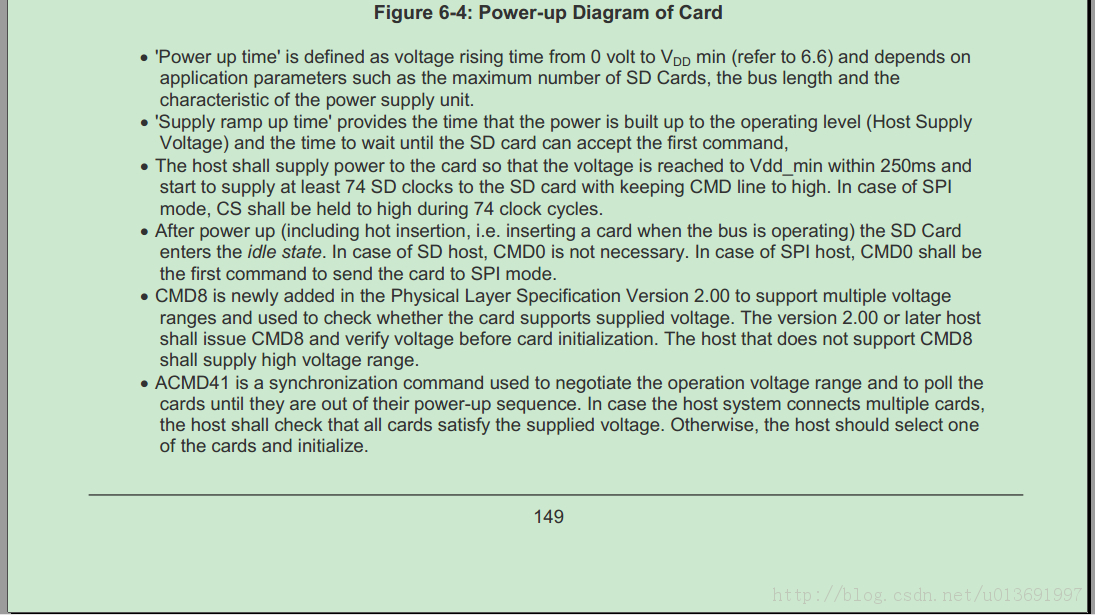 Figure 6-4: Power-up Diagram of Card
• 'Power up time' is defined as voltage rising time from 0 volt to VDD min (refer to 6.6) and depends on
application parameters such as the maximum number of SD Cards, the bus length and the
characteristic of the power supply unit.
• 'Supply ramp up time' provides the time that the power is built up to the operating level (Host Supply
Voltage) and the time to wait until the SD card can accept the first command,
• The host shall supply power to the card so that the voltage is reached to Vdd_min within 250ms and
start to supply at least 74 SD clocks to the SD card with keeping CMD line to high. In case of SPI
mode, CS shall be held to high during 74 clock cycles.
• After power up (including hot insertion, i.e. inserting a card when the bus is operating) the SD Card
enters the idle state. In case of SD host, CMD0 is not necessary. In case of SPI host, CMD0 shall be
the first command to send the card to SPI mode.
• CMD8 is newly added in the Physical Layer Specification Version 2.00 to support multiple voltage
ranges and used to check whether the card supports supplied voltage. The version 2.00 or later host
shall issue CMD8 and verify voltage before card initialization. The host that does not support CMD8
shall supply high voltage range.
• ACMD41 is a synchronization command used to negotiate the operation voltage range and to poll the
cards until they are out of their power-up sequence. In case the host system connects multiple cards,
the host shall check that all cards satisfy the supplied voltage. Otherwise, the host should select one
of the cards and initialize.
149
http://blog.csdn.net/u013691997